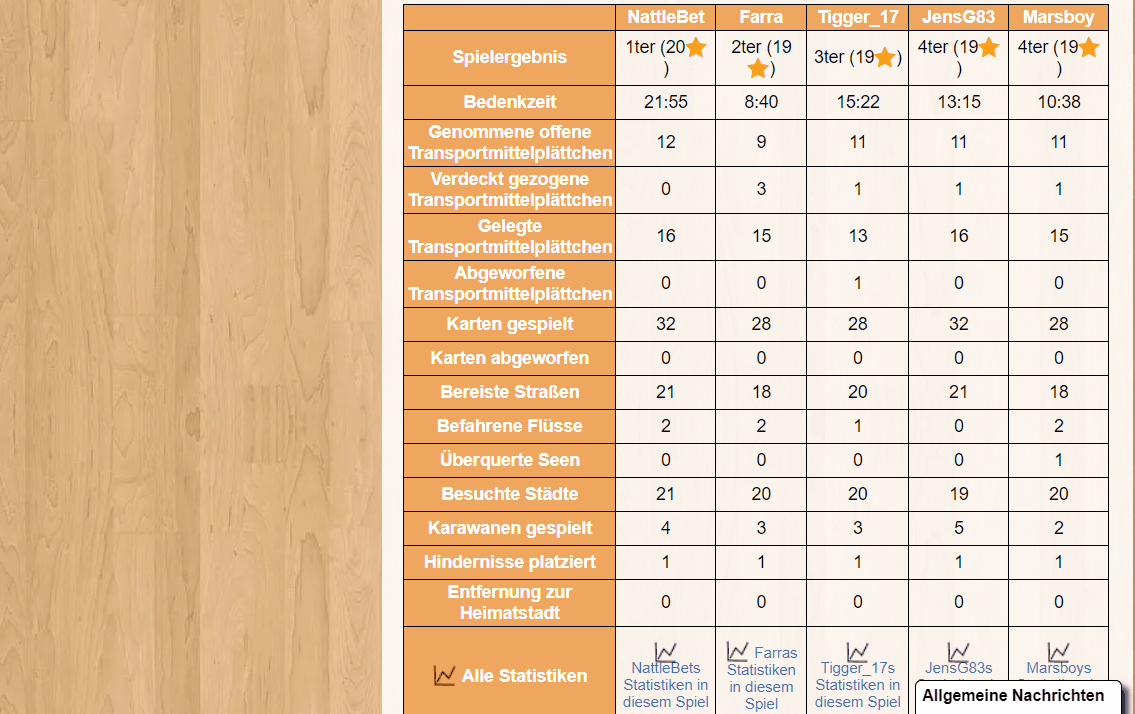 NattleBet Farra Tigger_17 JensG83 Marsboy
Spielergebnis 1ter (20⭐) 2ter (19⭐) 3ter (19⭐) 4ter (19⭐) 4ter (19⭐)
Bedenkzeit 21:55 8:40 15:22 13:15 10:38
Genommene offene
Transportmittelplättchen 12 9 11 11 11
Verdeckt gezogene
Transportmittelplättchen 0 3 1 1 1
Gelegte
Transportmittelplättchen 16 15 13 16 15
Abgeworfene
Transportmittelplättchen 0 0 1 0 0
Karten gespielt 32 28 28 32 28
Karten abgeworfen 0 0 0 0 0
Bereiste Straßen 21 18 20 21 18
Befahrene Flüsse 2 2 1 0 2
Überquerte Seen 0 0 0 0 1
Besuchte Städte 21 20 20 19 20
Karawanen gespielt 4 3 3 5 2
Hindernisse platziert 1 1 1 1 1
Entfernung zur
Heimatstadt 0 0 0 0 0
Alle Statistiken
NattleBets
Statistiken in
diesem Spiel
Farras
Statistiken
in diesem
Spiel
Tigger_17s
Statistiken in
diesem Spiel
JensG83s
Marsboys
Allgemeine Nachrichten